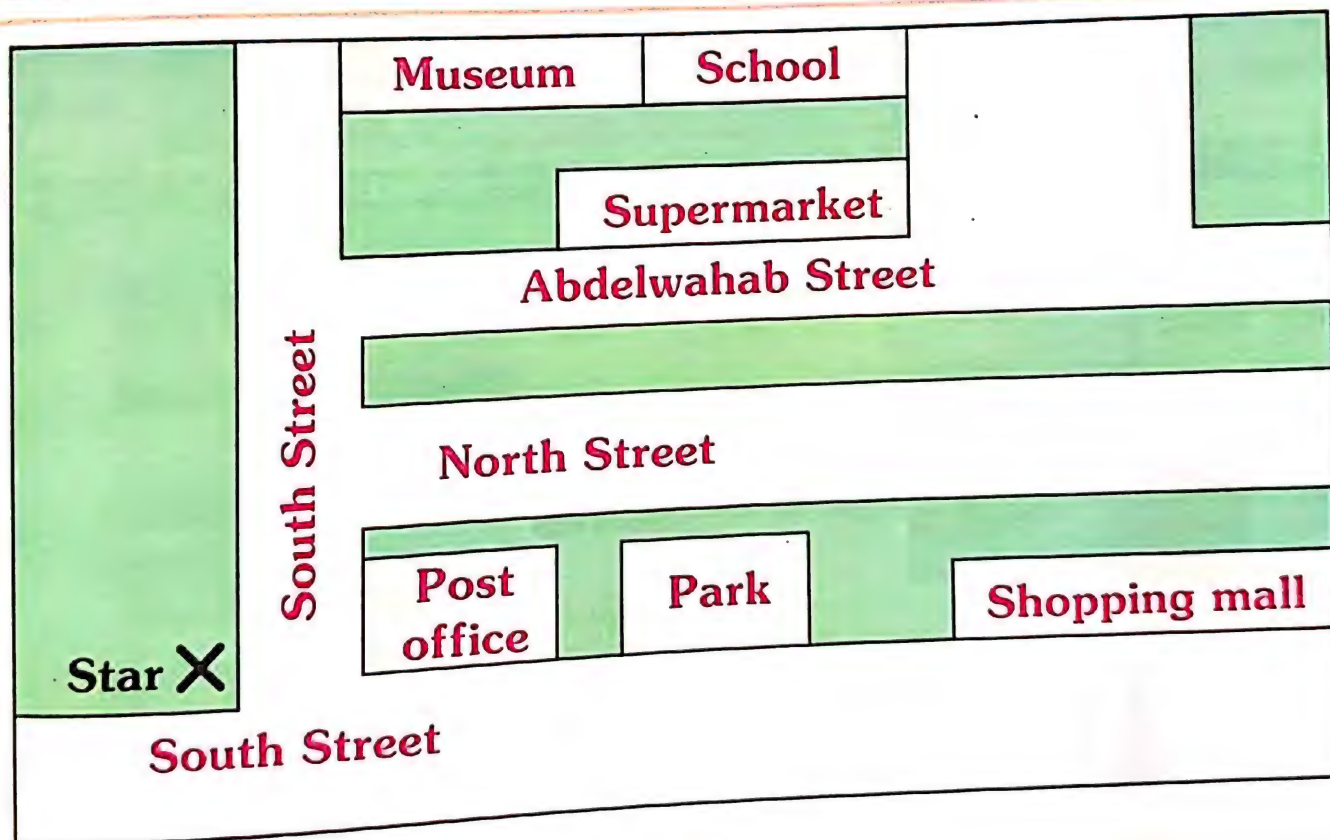 Museum
School
Supermarket
Abdelwahab Street
South Street
North Street
Post
office
Park
Shopping mall
Star X
South Street